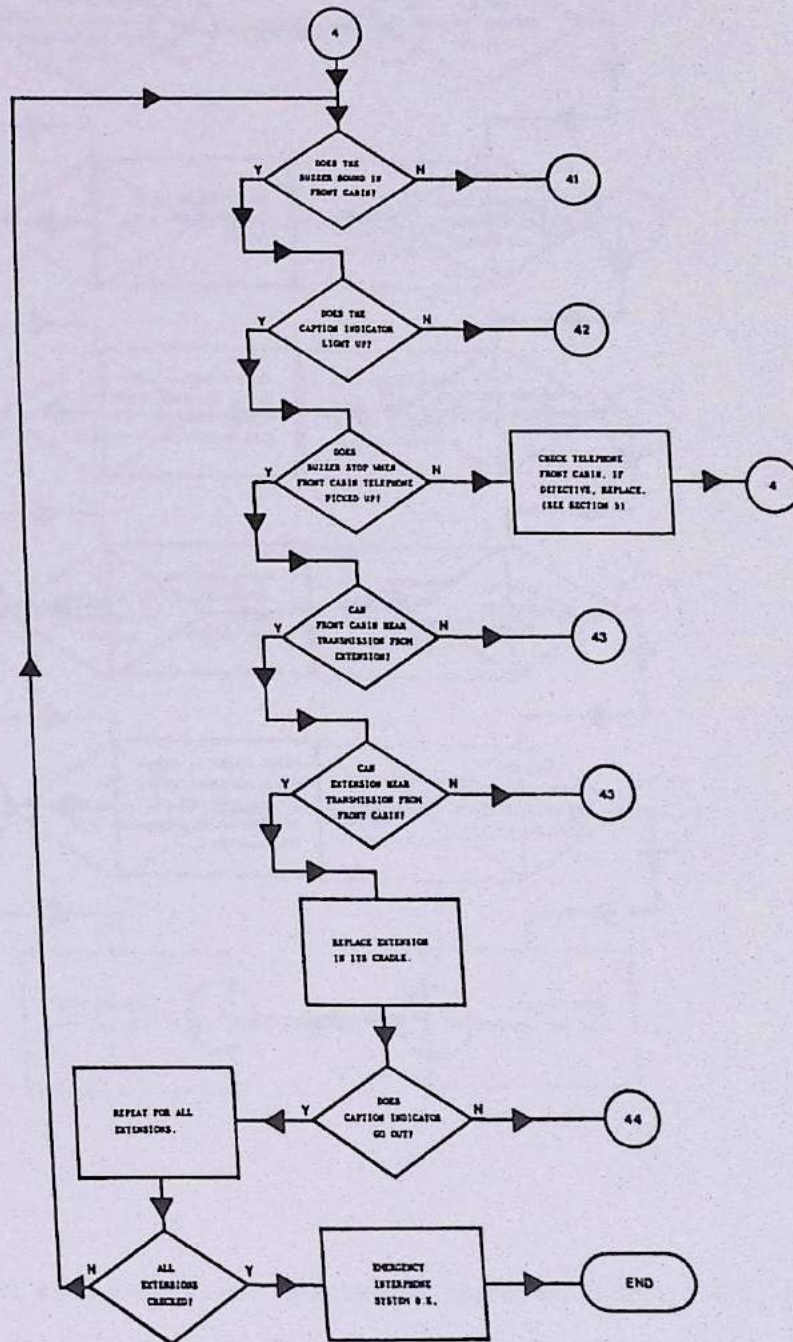 4
DOES THE
BUZZER SOUND IN
FRONT CABIN?
Y
N
41
DOES THE
CAPTION INDICATOR
LIGHT UP?
Y
N
42
DOES
BUZZER STOP WHEN
FRONT CABIN TELEPHONE
PICKED UP?
Y
N
CHECK TELEPHONE
FRONT CABIN, IF
DEFECTIVE, REPLACE.
(SEE SECTION 5)
4
CAN
FRONT CABIN HEAR
TRANSMISSION FROM
EXTENSION?
Y
N
43
CAN
EXTENSION HEAR
TRANSMISSION FROM
FRONT CABIN?
Y
N
43
REPLACE EXTENSION
IN ITS CRADLE.
DOES
CAPTION INDICATOR
GO OUT?
Y
N
44
REPEAT FOR ALL
EXTENSIONS.
ALL
EXTENSIONS
CHECKED?
N
Y
EMERGENCY
INTERPHONE
SYSTEM O.K.
END